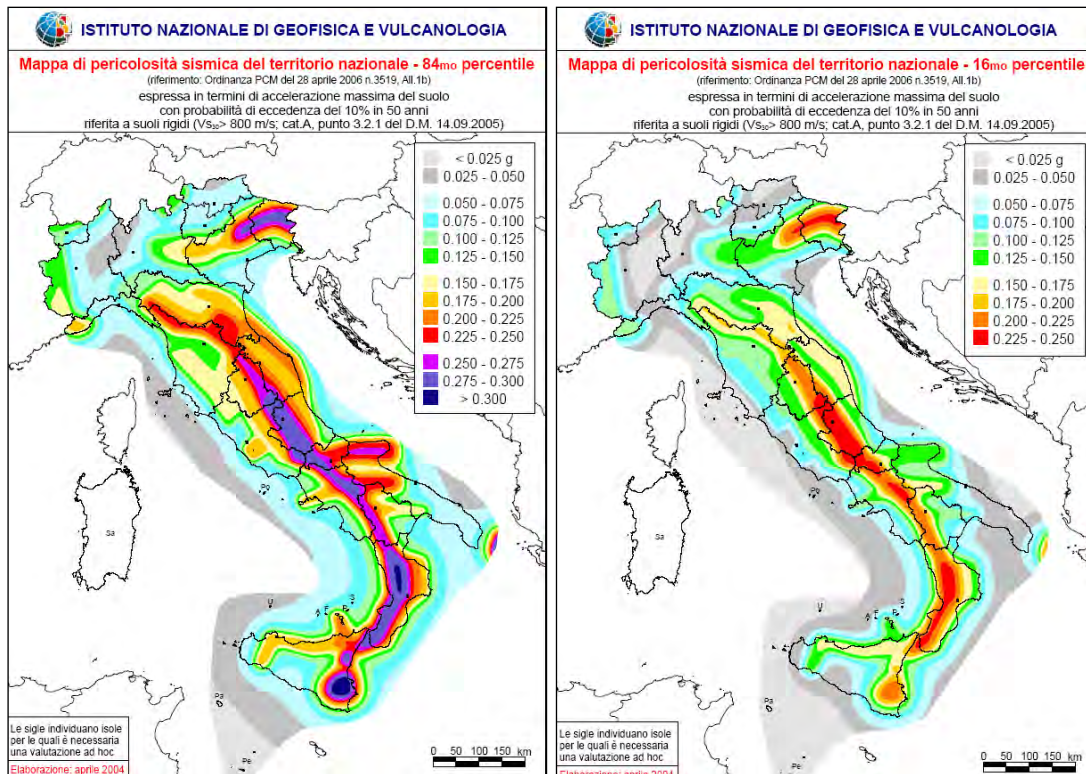 ISTITUTO NAZIONALE DI GEOFISICA E VULCANOLOGIA
Mappa di pericolosità sismica del territorio nazionale - 84mo percentile
(riferimento: Ordinanza PCM del 28 aprile 2006 n.3519, All.1b)
espressa in termini di accelerazione massima del suolo
con probabilità di eccedenza del 10% in 50 anni
riferita a suoli rigidi (Vs30> 800 m/s; cat.A, punto 3.2.1 del D.M. 14.09.2005)
< 0.025 g
0.025 - 0.050
0.050 - 0.075
0.075 - 0.100
0.100 - 0.125
0.125 - 0.150
0.150 - 0.175
0.175 - 0.200
0.200 - 0.225
0.225 - 0.250
0.250 - 0.275
0.275 - 0.300
> 0.300
Sa
Po
U
A
F
P
S
Pa
Pe
Le sigle individuano isole
per le quali è necessaria
una valutazione ad hoc
Elaborazione: aprile 2004
0 50 100 150 km
ISTITUTO NAZIONALE DI GEOFISICA E VULCANOLOGIA
Mappa di pericolosità sismica del territorio nazionale - 16mo percentile
(riferimento: Ordinanza PCM del 28 aprile 2006 n.3519, All.1b)
espressa in termini di accelerazione massima del suolo
con probabilità di eccedenza del 10% in 50 anni
riferita a suoli rigidi (Vs30> 800 m/s; cat.A, punto 3.2.1 del D.M. 14.09.2005)
< 0.025 g
0.025 - 0.050
0.050 - 0.075
0.075 - 0.100
0.100 - 0.125
0.125 - 0.150
0.150 - 0.175
0.175 - 0.200
0.200 - 0.225
0.225 - 0.250
Sa
U
S
Pa
Pe
Le sigle individuano isole
per le quali è necessaria
una valutazione ad hoc
Elaborazione: aprile 2004
0 50 100 150 km